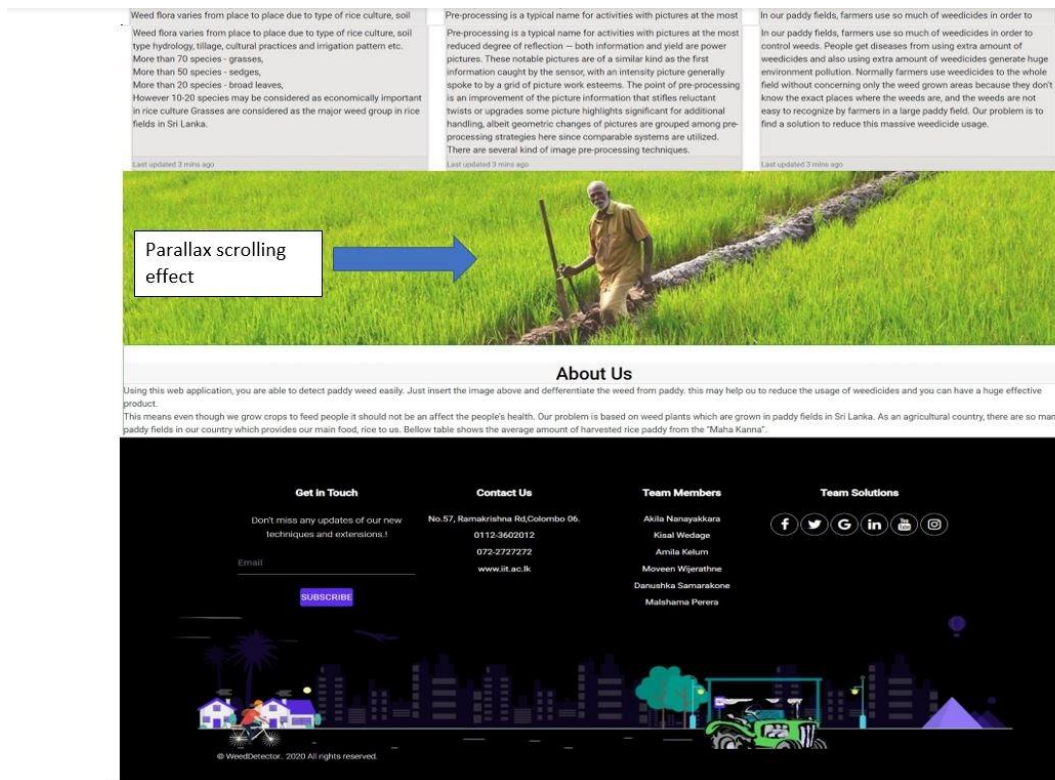 Weed flora varies from place to place due to type of rice culture, soil
Weed flora varies from place to place due to type of rice culture, soil
type hydrology, tillage, cultural practices and irrigation pattern etc.
More than 70 species - grasses,
More than 50 species - sedges,
More than 20 species - broad leaves,
However 10-20 species may be considered as economically important
in rice culture Grasses are considered as the major weed group in rice
fields in Sri Lanka.
Last updated 3 mins ago
Pre-processing is a typical name for activities with pictures at the most
Pre-processing is a typical name for activities with pictures at the most
reduced degree of reflection — both information and yield are power
pictures. These notable pictures are of a similar kind as the first
information caught by the sensor, with an intensity picture generally
spoke to by a grid of picture work esteems. The point of pre-processing
is an improvement of the picture information that stifles reluctant
twists or upgrades some picture highlights significant for additional
handling, albeit geometric changes of pictures are grouped among pre-
processing strategies here since comparable systems are utilized.
There are several kind of image pre-processing techniques.
Last updated 3 mins ago
In our paddy fields, farmers use so much of weedicides in order to
In our paddy fields, farmers use so much of weedicides in order to
control weeds. People get diseases from using extra amount of
weedicides and also using extra amount of weedicides generate huge
environment pollution. Normally farmers use weedicides to the whole
field without concerning only the weed grown areas because they don't
know the exact places where the weeds are, and the weeds are not
easy to recognize by farmers in a large paddy field. Our problem is to
find a solution to reduce this massive weedicide usage.
Last updated 3 mins ago
Parallax scrolling
effect
About Us
Using this web application, you are able to detect paddy weed easily. Just insert the image above and defferentiate the weed from paddy. this may help ou to reduce the usage of weedicides and you can have a huge effective
product.
This means even though we grow crops to feed people it should not be an affect the people's health. Our problem is based on weed plants which are grown in paddy fields in Sri Lanka. As an agricultural country, there are so man
paddy fields in our country which provides our main food, rice to us. Bellow table shows the average amount of harvested rice paddy from the "Maha Kanna".
Get in Touch
Don't miss any updates of our new
techniques and extensions.!
Email
SUBSCRIBE
Contact Us
No.57, Ramakrishna Rd,Colombo 06.
0112-3602012
072-2727272
www.iit.ac.lk
Team Members
Akila Nanayakkara
Kisal Wedage
Amila Kelum
Moveen Wijerathne
Danushka Samarakone
Malshama Perera
Team Solutions
© WeedDetector.. 2020 All rights reserved.